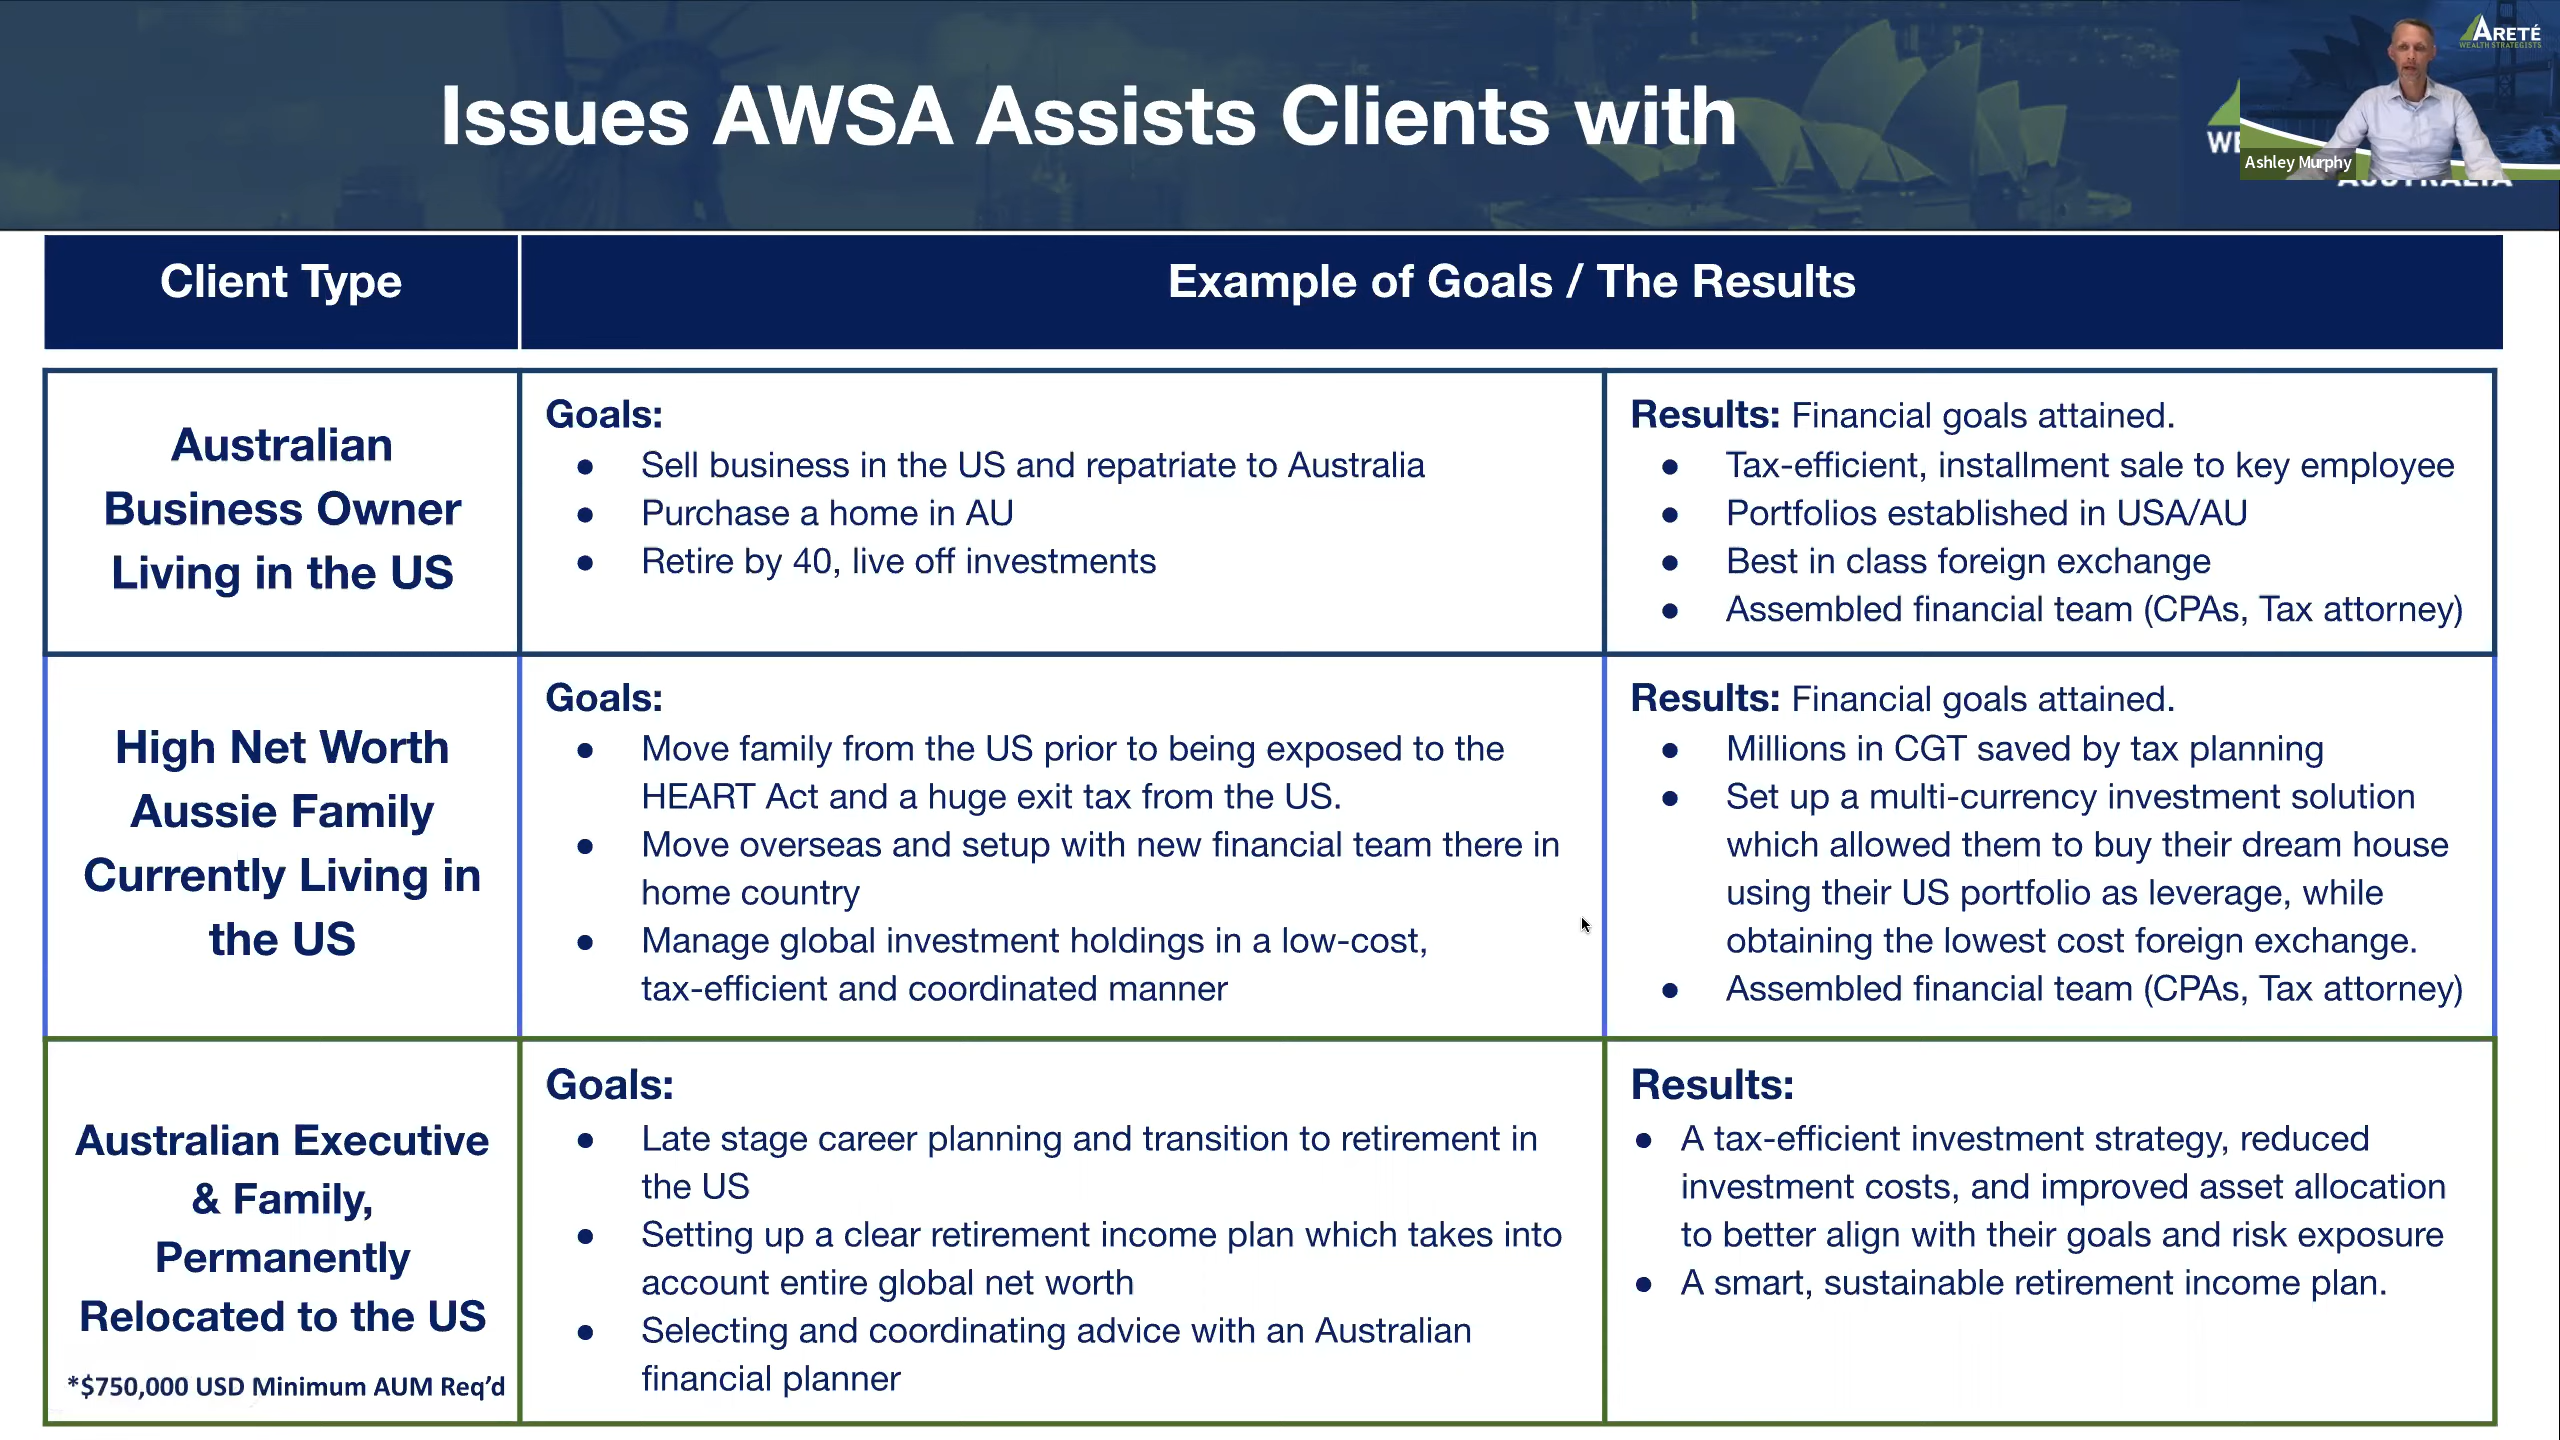 Issues AWSA Assists Clients with
ARETÉ
WEALTH STRATEGISTS
WE
Ashley Murphy
AUSTRALIA
Client Type
Example of Goals / The Results
Australian
Business Owner
Living in the US
Goals:
● Sell business in the US and repatriate to Australia
● Purchase a home in AU
● Retire by 40, live off investments
Results: Financial goals attained.
● Tax-efficient, installment sale to key employee
● Portfolios established in USA/AU
● Best in class foreign exchange
● Assembled financial team (CPAs, Tax attorney)
High Net Worth
Aussie Family
Currently Living in
the US
Goals:
● Move family from the US prior to being exposed to the
HEART Act and a huge exit tax from the US.
● Move overseas and setup with new financial team there in
home country
● Manage global investment holdings in a low-cost,
tax-efficient and coordinated manner
Results: Financial goals attained.
● Millions in CGT saved by tax planning
● Set up a multi-currency investment solution
which allowed them to buy their dream house
using their US portfolio as leverage, while
obtaining the lowest cost foreign exchange.
● Assembled financial team (CPAs, Tax attorney)
Australian Executive
& Family,
Permanently
Relocated to the US
*$750,000 USD Minimum AUM Req’d
Goals:
● Late stage career planning and transition to retirement in
the US
● Setting up a clear retirement income plan which takes into
account entire global net worth
● Selecting and coordinating advice with an Australian
financial planner
Results:
● A tax-efficient investment strategy, reduced
investment costs, and improved asset allocation
to better align with their goals and risk exposure
● A smart, sustainable retirement income plan.